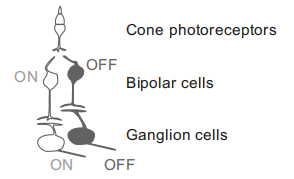 Cone photoreceptors
OFF
ON
Bipolar cells
Ganglion cells
ON OFF